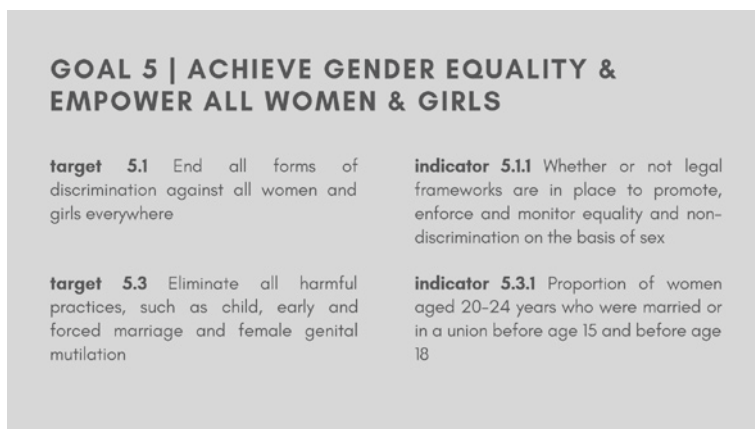 GOAL 5 | ACHIEVE GENDER EQUALITY &
EMPOWER ALL WOMEN & GIRLS
target 5.1 End all forms of
discrimination against all women and
girls everywhere
indicator 5.1.1 Whether or not legal
frameworks are in place to promote,
enforce and monitor equality and non-
discrimination on the basis of sex
target 5.3 Eliminate all harmful
practices, such as child, early and
forced marriage and female genital
mutilation
indicator 5.3.1 Proportion of women
aged 20-24 years who were married or
in a union before age 15 and before age
18